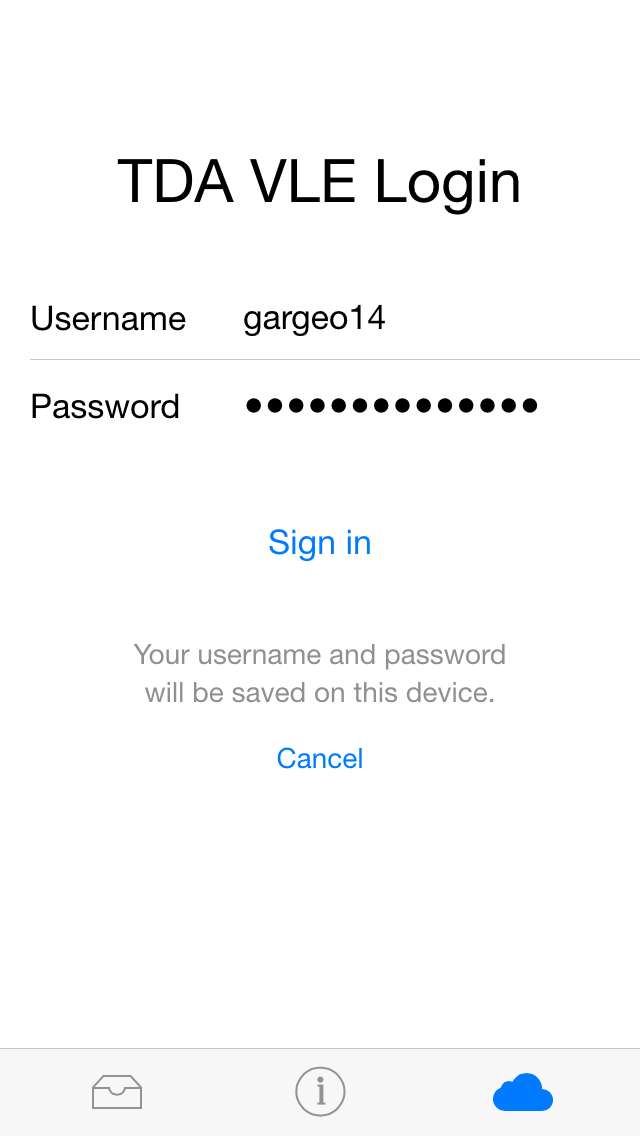 TDA VLE Login
Username gargeo14
Password ••••••••••••••
Sign in
Your username and password
will be saved on this device.
Cancel